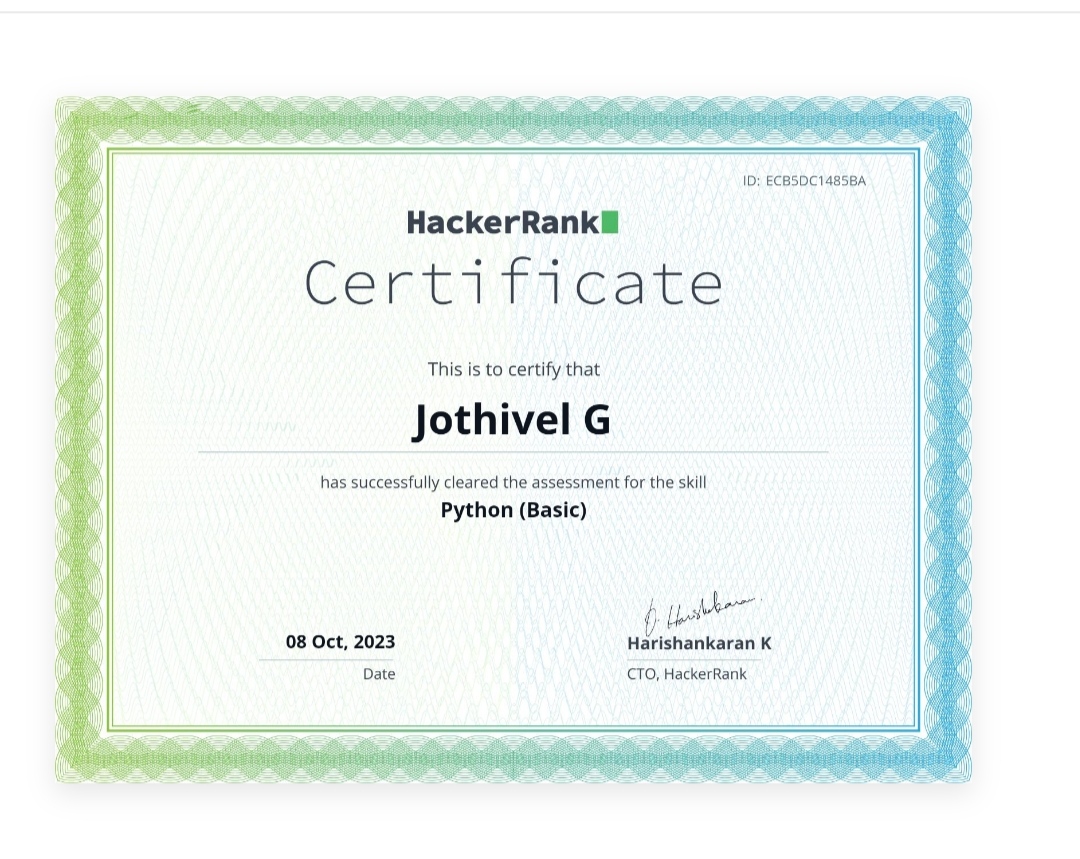 ID: ECB5DC1485BA
HackerRank
Certificate
This is to certify that
Jothivel G
has successfully cleared the assessment for the skill
Python (Basic)
08 Oct, 2023
Date
Harishankaran K
CTO, HackerRank